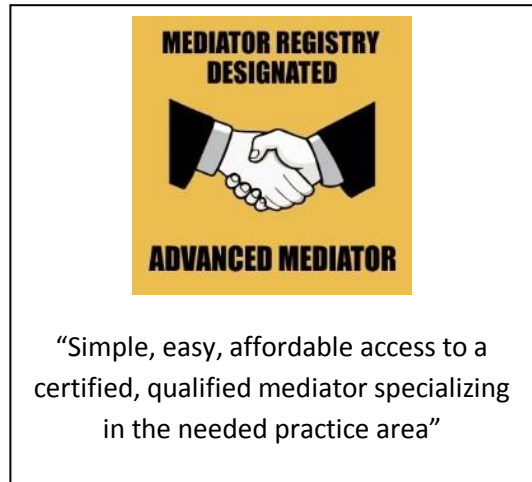 MEDIATOR REGISTRY
DESIGNATED
ADVANCED MEDIATOR
“Simple, easy, affordable access to a
certified, qualified mediator specializing
in the needed practice area”